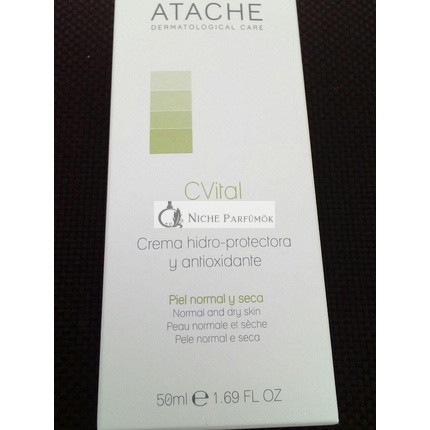 ATACHE
DERMATOLOGICAL CARE
CVital
NICHE PARFÜMÖK
Crema hidro-protectora
y antioxidante
Piel normal y seca
Normal and dry skin
Peau normale et sèche
Pele normal e seca
50ml ℮ 1.69 FL OZ